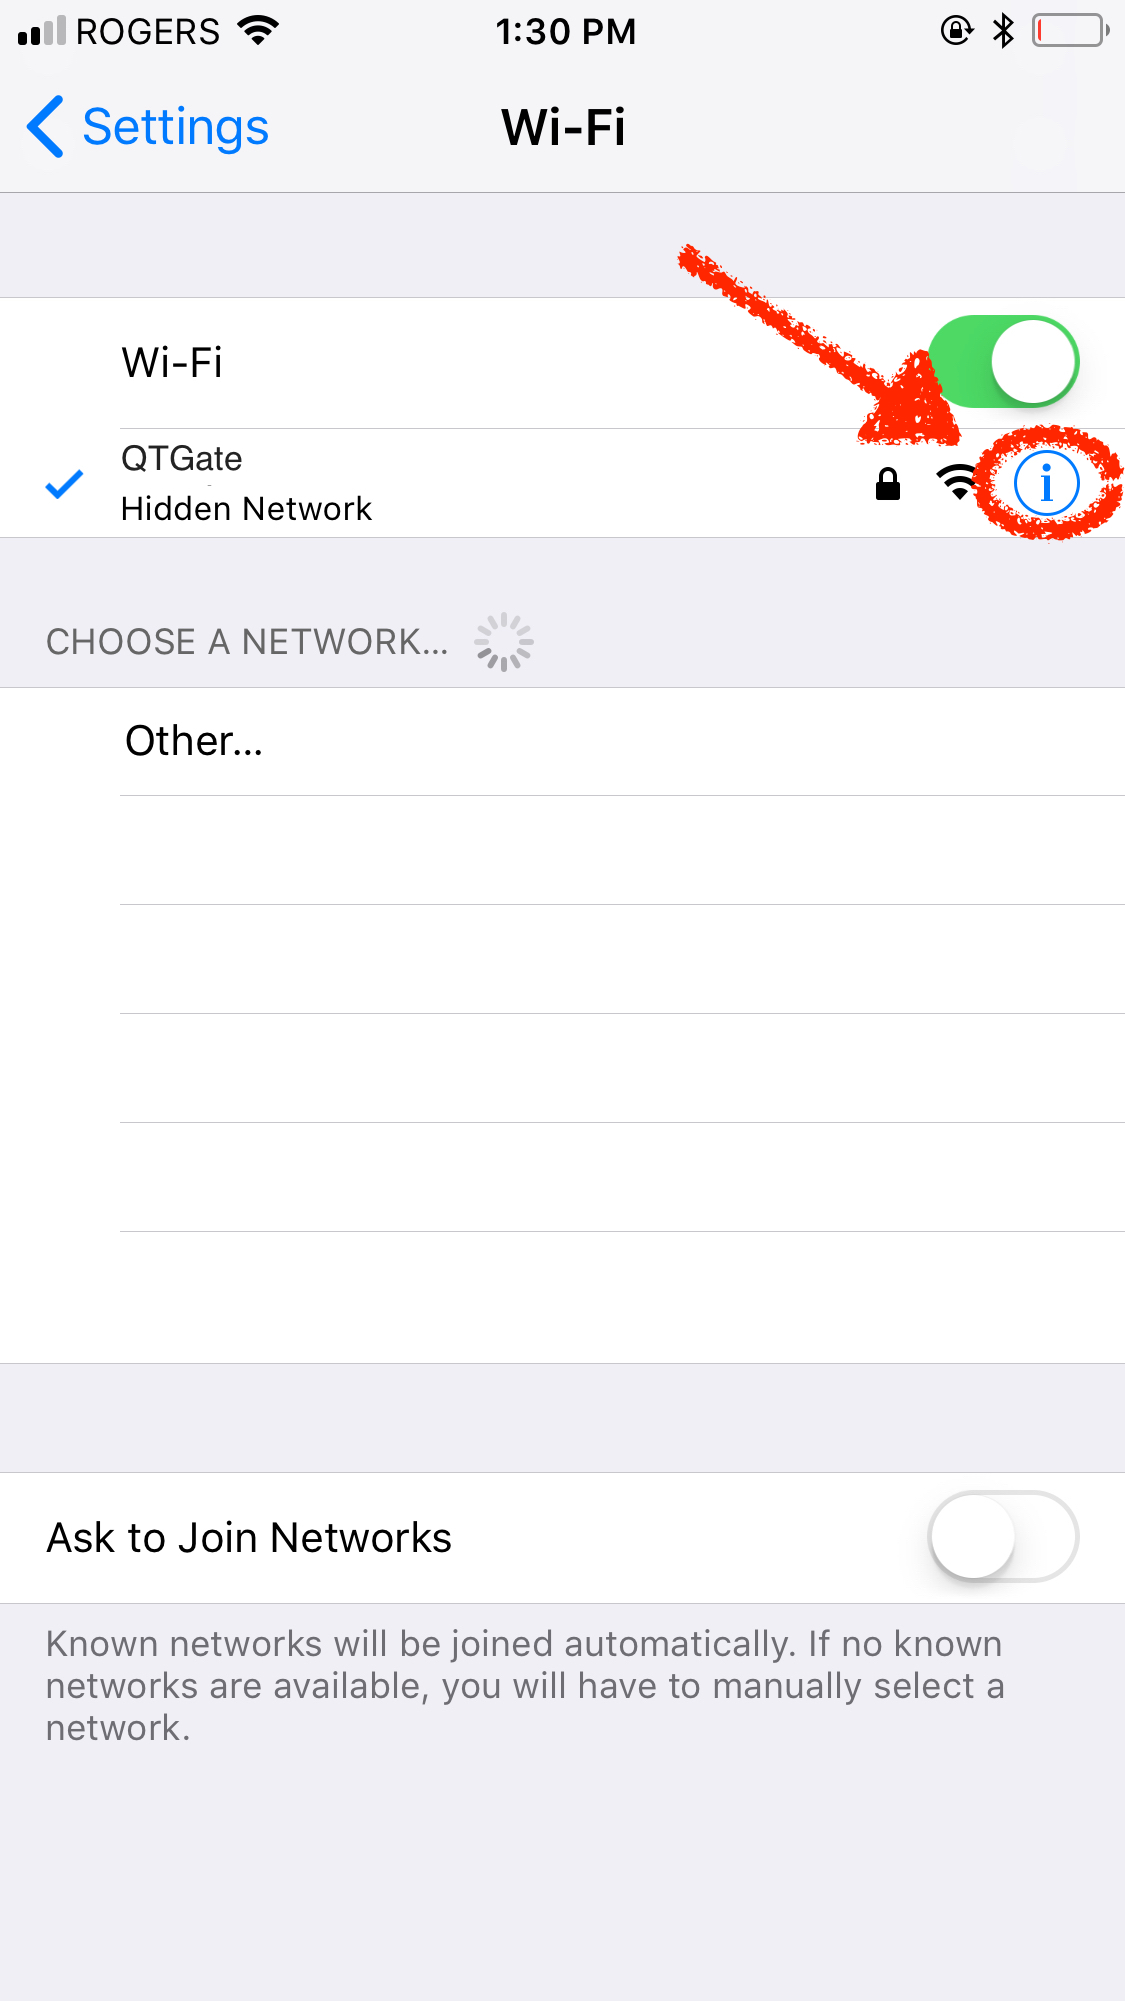 ROGERS 1:30 PM
Settings Wi-Fi
Wi-Fi
QTGate
Hidden Network
CHOOSE A NETWORK...
Other...
Ask to Join Networks
Known networks will be joined automatically. If no known
networks are available, you will have to manually select a
network.